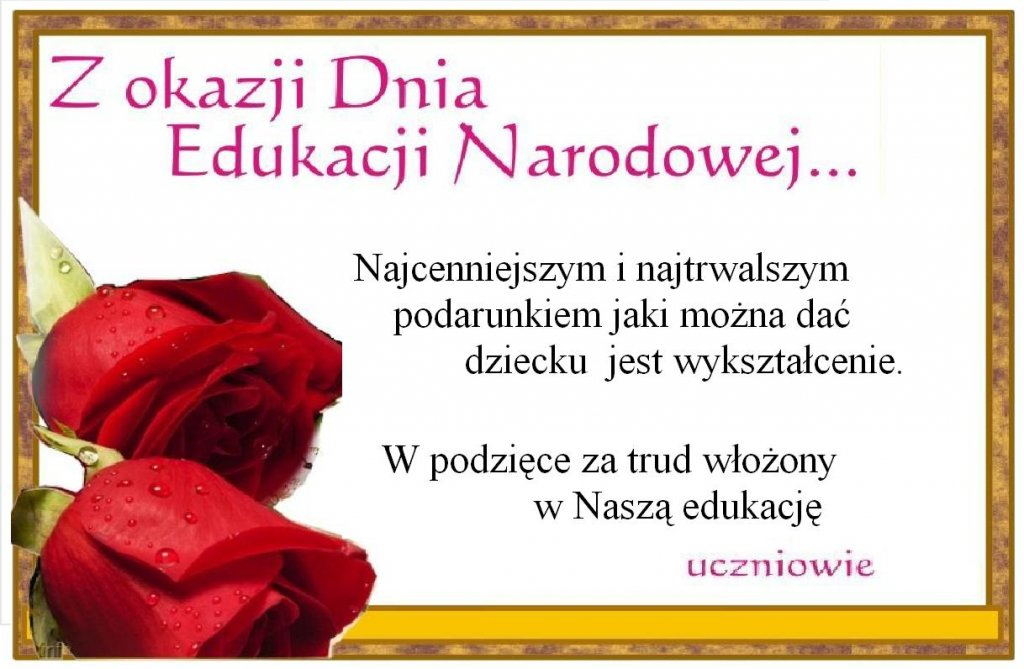 Z okazji Dnia
Edukacji Narodowej...
Najcenniejszym i najtrwalszym
podarunkiem jaki można dać
dziecku jest wykształcenie.
W podzięce za trud włożony
w Naszą edukację
uczniowie